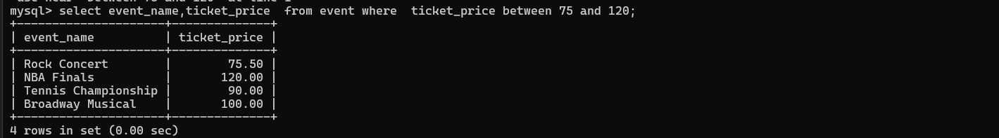 mysql> select event_name,ticket_price  from event where  ticket_price between 75 and 120;
+---------------------+--------------+
| event_name          | ticket_price |
+---------------------+--------------+
| Rock Concert        |        75.50 |
| NBA Finals          |       120.00 |
| Tennis Championship |        90.00 |
| Broadway Musical    |       100.00 |
+---------------------+--------------+
4 rows in set (0.00 sec)